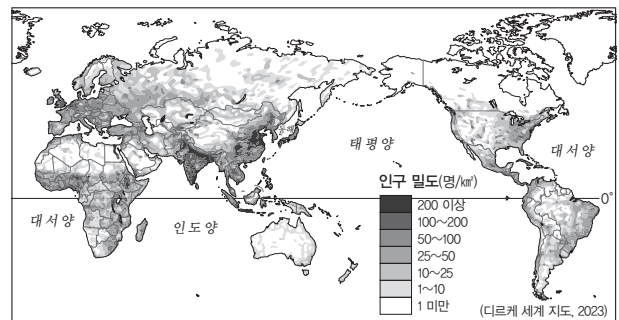 동해
태평양
대서양
대서양
인도양
0°
인구 밀도(명/㎢)
200 이상
100~200
50~100
25~50
10~25
1~10
1 미만
(디르케 세계 지도, 2023)